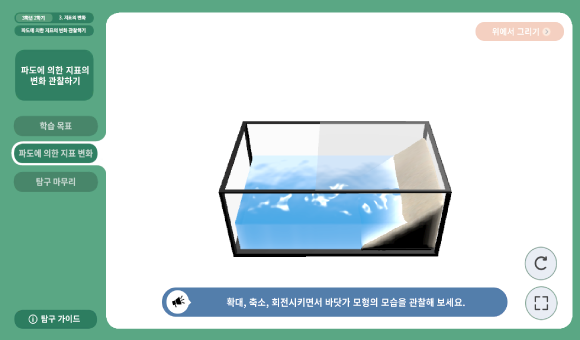 3학년 2학기
3. 지표의 변화
파도에 의한 지표의 변화 관찰하기
파도에 의한 지표의
변화 관찰하기
학습 목표
파도에 의한 지표 변화
탐구 마무리
탐구 가이드
위에서 그리기
확대, 축소, 회전시키면서 바닷가 모형의 모습을 관찰해 보세요.